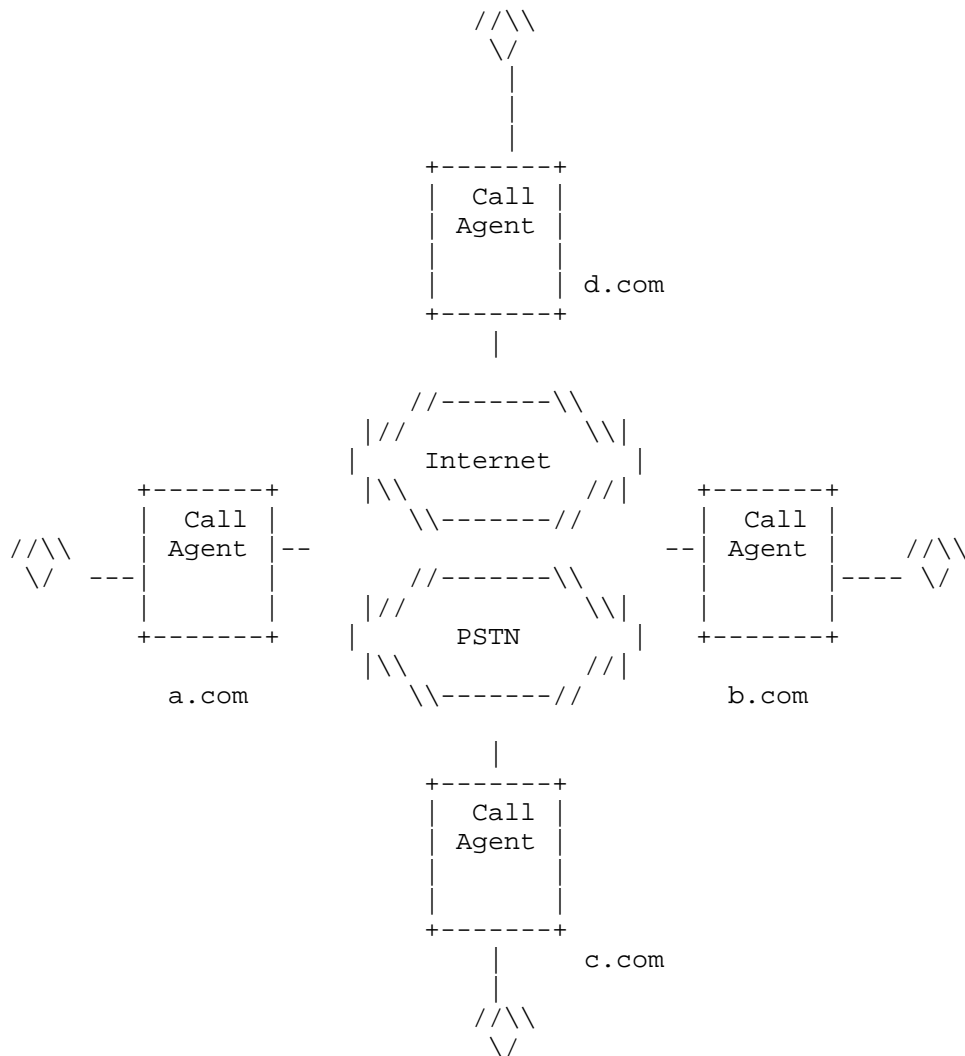 Call
Agent
d.com
Internet
Call
Agent
Call
Agent
PSTN
a.com
b.com
Call
Agent
c.com